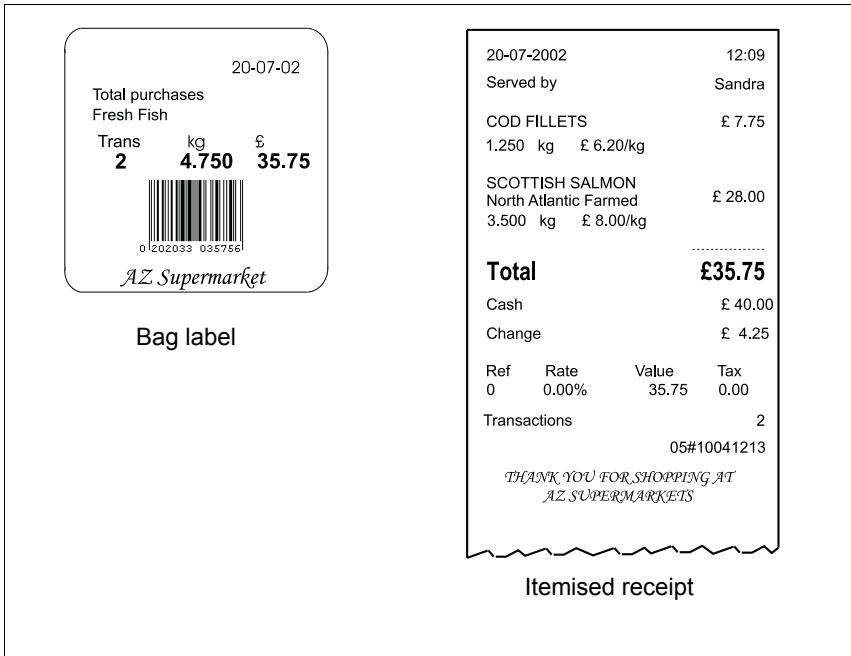 20-07-02
Total purchases
Fresh Fish
Trans kg £
2 4.750 35.75
0 202033 035756
AZ Supermarket
Bag label
20-07-2002 12:09
Served by Sandra
COD FILLETS £ 7.75
1.250 kg £ 6.20/kg
SCOTTISH SALMON
North Atlantic Farmed £ 28.00
3.500 kg £ 8.00/kg
Total £35.75
Cash £ 40.00
Change £ 4.25
Ref Rate Value Tax
0 0.00% 35.75 0.00
Transactions 2
05#10041213
THANK YOU FOR SHOPPING AT
AZ SUPERMARKETS
Itemised receipt